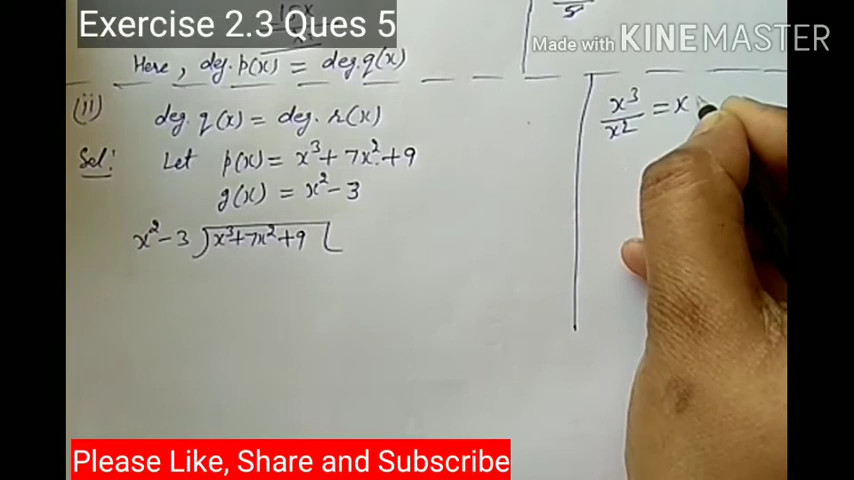 Exercise 2.3 Ques 5
Made with KINEMASTER
Here, deg. p(x) = deg. q(x)
(ii) deg. q(x) = deg. r(x)
Sol: Let p(x) = x³ + 7x² + 9
g(x) = x² - 3
x² - 3 ) x³ + 7x² + 9 (
x³/x² = x
Please Like, Share and Subscribe